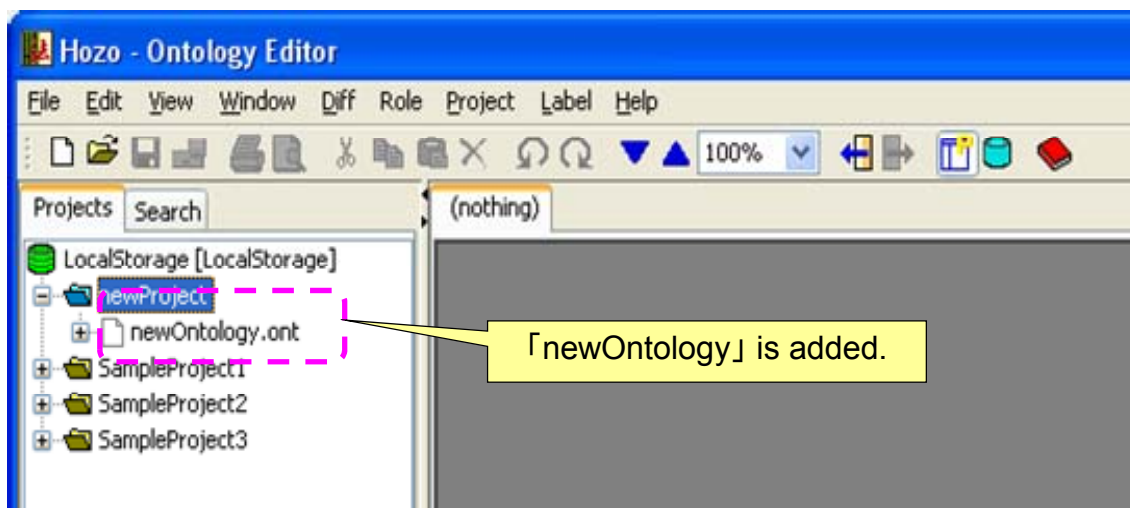 Hozo - Ontology Editor
File Edit View Window Diff Role Project Label Help
100%
Projects Search (nothing)
LocalStorage [LocalStorage]
newProject
newOntology.ont
「newOntology」 is added.
SampleProject1
SampleProject2
SampleProject3